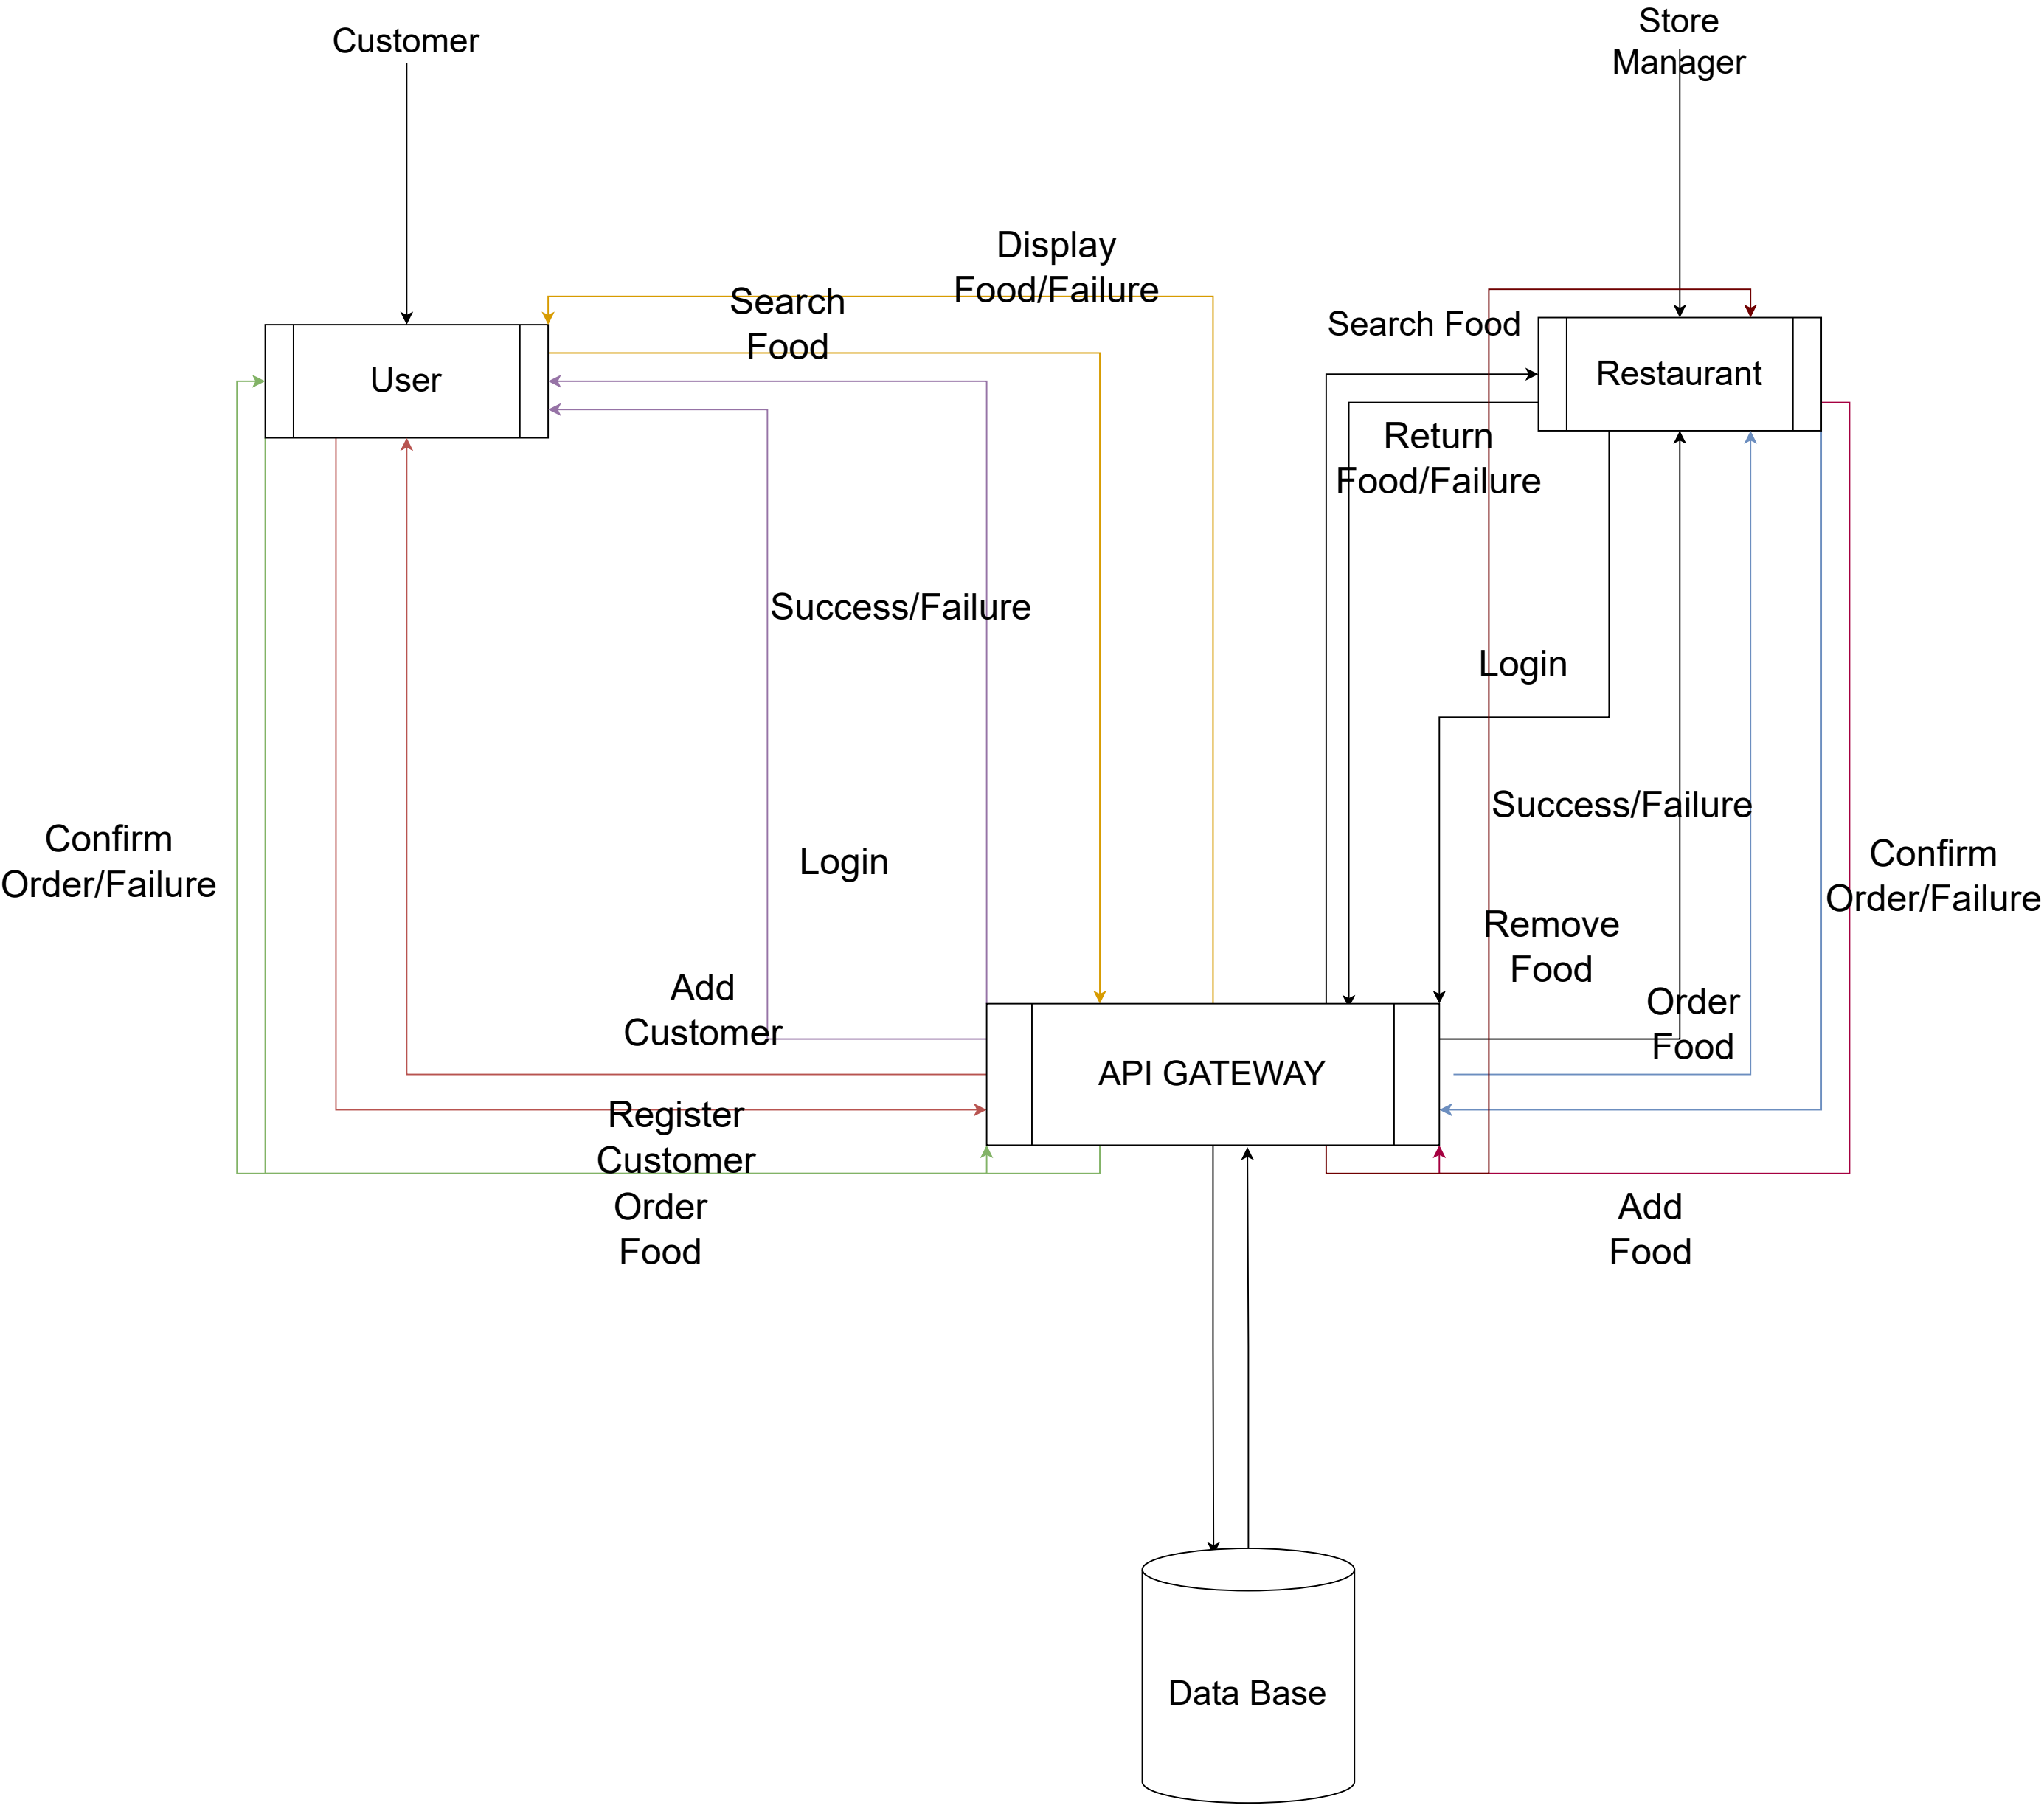 Customer
Store
Manager
Display
Food/Failure
Search
Food
Search Food
User
Restaurant
Return
Food/Failure
Success/Failure
Login
Success/Failure
Confirm
Order/Failure
Login
Confirm
Order/Failure
Remove
Food
Add
Customer
Order
Food
API GATEWAY
Register
Customer
Order
Food
Add
Food
Data Base